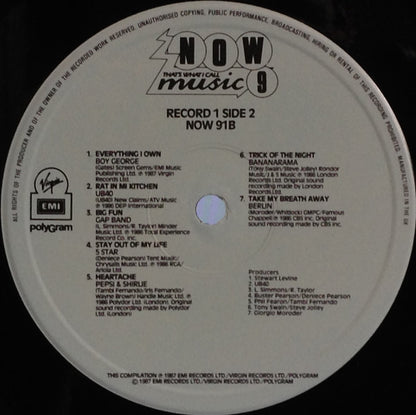 ALL RIGHTS OF THE PRODUCER AND OF THE OWNER OF THE RECORDED WORK RESERVED. UNAUTHORISED COPYING, PUBLIC PERFORMANCE, BROADCASTING, HIRING OR RENTAL OF THIS RECORDING PROHIBITED. MANUFACTURED IN THE
NOW
THAT'S WHAT I CALL
music 9
RECORD 1 SIDE 2
NOW 91B
Virgin
EMI
polyGram
1 EVERYTHING I OWN
BOY GEORGE
(Gates) Screen Gems/EMI Music
Publishing Ltd. ℗ 1987 Virgin
Records Ltd.
2 RAT IN MI KITCHEN
UB40
(UB40) New Claims/ATV Music
℗ 1986 DEP International
3 BIG FUN
GAP BAND
(L. Simmons/R. Taylor) Minder
Music Ltd. ℗ 1986 Total Experience
Record Co. Inc.
4 STAY OUT OF MY LIFE
5 STAR
(Deniece Pearson) Tent Music/
Chrysalis Music Ltd. ℗ 1986 RCA/
Ariola Ltd.
5 HEARTACHE
PEPSI & SHIRLIE
(Tambi Fernando/Iris Fernando/
Wayne Brown) Handle Music Ltd. ℗
1986 Polydor Ltd. (London) Original
sound recording made by Polydor
Ltd. (London)
6 TRICK OF THE NIGHT
BANANARAMA
(Tony Swain/Steve Jolley) Rondor
Music/J & S Music ℗ 1986 London
Records Ltd. Original sound
recording made by London
Records Ltd.
7 TAKE MY BREATH AWAY
BERLIN
(Moroder/Whitlock) GMPC/Famous
Chappell ℗ 1986 CBS Inc. Original
sound recording made by CBS Inc.
Producers
1 Stewart Levine
2 UB40
3 L. Simmons/R. Taylor
4 Buster Pearson/Deniece Pearson
5 Phil Fearon/Tambi Fernando
6 Tony Swain/Steve Jolley
7 Giorgio Moroder
THIS COMPILATION ℗ 1987 EMI RECORDS LTD./VIRGIN RECORDS LTD./POLYGRAM
© 1987 EMI RECORDS LTD./VIRGIN RECORDS LTD./POLYGRAM